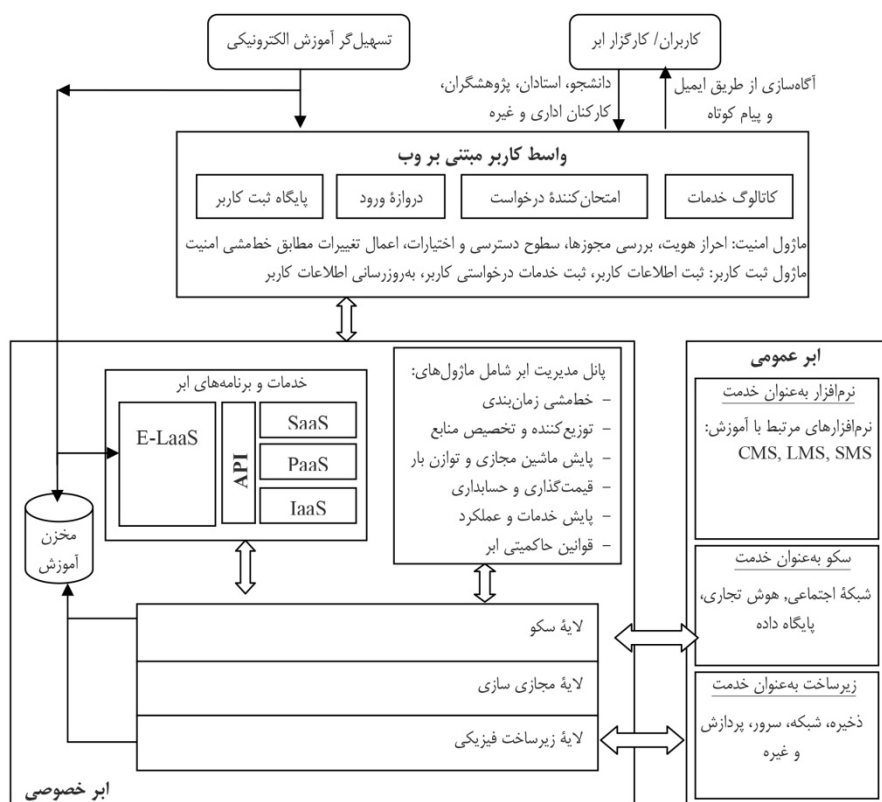 کاربران/ کارگزار ابر
تسهیل‌گر آموزش الکترونیکی
آگاه‌سازی از طریق ایمیل
و پیام کوتاه
دانشجو، استادان، پژوهشگران،
کارکنان اداری و غیره
واسط کاربر مبتنی بر وب
کاتالوگ خدمات
امتحان‌کنندۀ درخواست
دروازۀ ورود
پایگاه ثبت کاربر
ماژول امنیت: احراز هویت، بررسی مجوزها، سطوح دسترسی و اختیارات، اعمال تغییرات مطابق خط‌مشی امنیت
ماژول ثبت کاربر: ثبت اطلاعات کاربر، ثبت خدمات درخواستی کاربر، به‌روزرسانی اطلاعات کاربر
ابر عمومی
نرم‌افزار به‌عنوان خدمت
نرم‌افزارهای مرتبط با آموزش:
CMS, LMS, SMS
سکو به‌عنوان خدمت
شبکۀ اجتماعی, هوش تجاری،
پایگاه داده
زیرساخت به‌عنوان خدمت
ذخیره، شبکه، سرور، پردازش
و غیره
پانل مدیریت ابر شامل ماژول‌های:
– خط‌مشی زمان‌بندی
– توزیع‌کننده و تخصیص منابع
– پایش ماشین مجازی و توازن بار
– قیمت‌گذاری و حسابداری
– پایش خدمات و عملکرد
– قوانین حاکمیتی ابر
خدمات و برنامه‌های ابر
E-LaaS
API
SaaS
PaaS
IaaS
مخزن
آموزش
لایۀ سکو
لایۀ مجازی سازی
لایۀ زیرساخت فیزیکی
ابر خصوصی